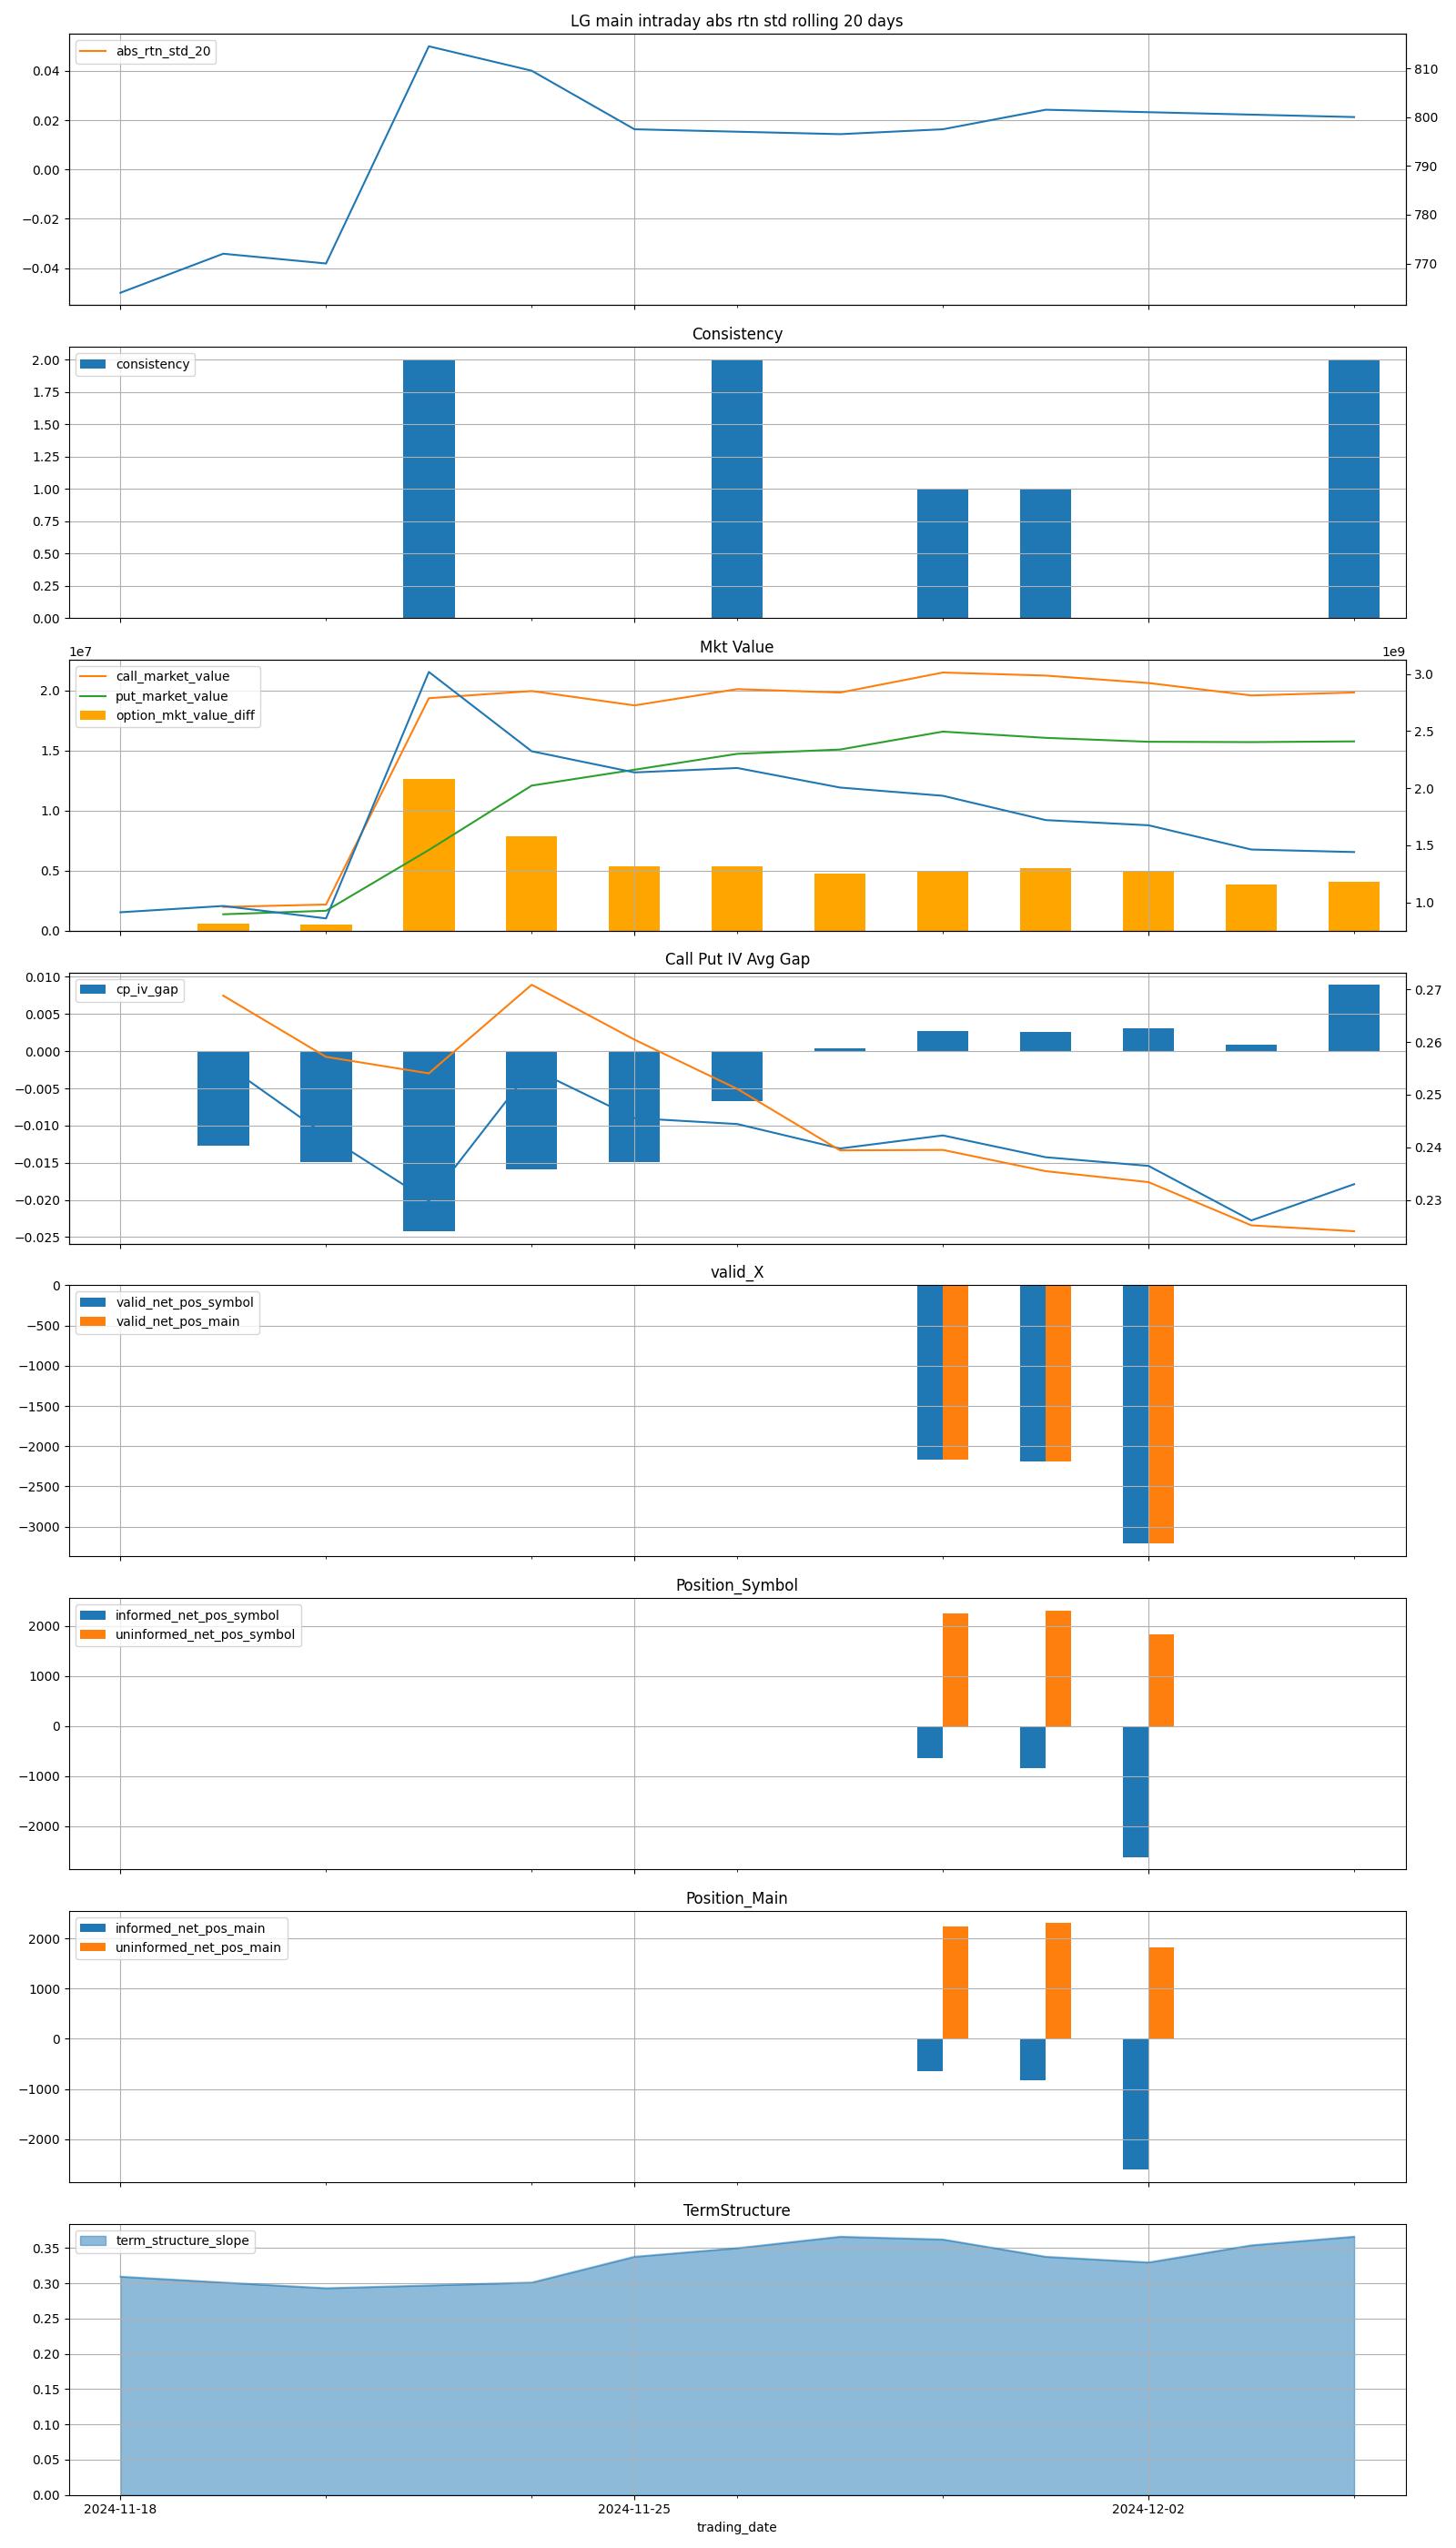 LG main intraday abs rtn std rolling 20 days
abs_rtn_std_20
0.04
0.02
0.00
−0.02
−0.04
810
800
790
780
770
Consistency
consistency
2.00
1.75
1.50
1.25
1.00
0.75
0.50
0.25
0.00
Mkt Value
1e7
1e9
call_market_value
put_market_value
option_mkt_value_diff
2.0
1.5
1.0
0.5
0.0
3.0
2.5
2.0
1.5
1.0
Call Put IV Avg Gap
cp_iv_gap
0.010
0.005
0.000
−0.005
−0.010
−0.015
−0.020
−0.025
0.27
0.26
0.25
0.24
0.23
valid_X
valid_net_pos_symbol
valid_net_pos_main
0
−500
−1000
−1500
−2000
−2500
−3000
Position_Symbol
informed_net_pos_symbol
uninformed_net_pos_symbol
2000
1000
0
−1000
−2000
Position_Main
informed_net_pos_main
uninformed_net_pos_main
2000
1000
0
−1000
−2000
TermStructure
term_structure_slope
0.35
0.30
0.25
0.20
0.15
0.10
0.05
0.00
2024-11-18
2024-11-25
2024-12-02
trading_date